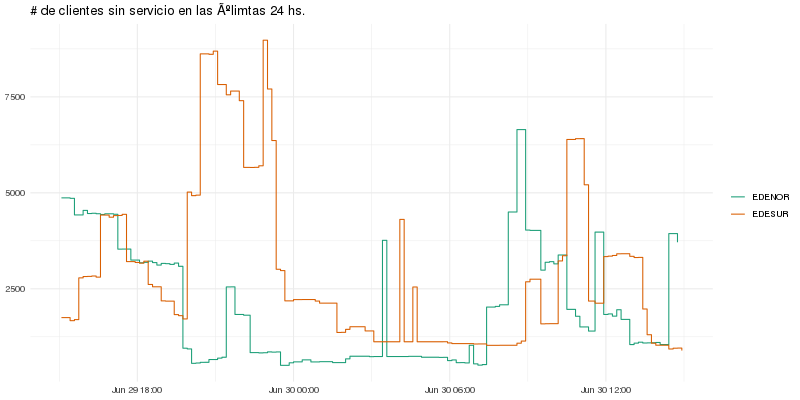 # de clientes sin servicio en las Ãºlimtas 24 hs.
7500
5000
2500
Jun 29 18:00
Jun 30 00:00
Jun 30 06:00
Jun 30 12:00
EDENOR
EDESUR